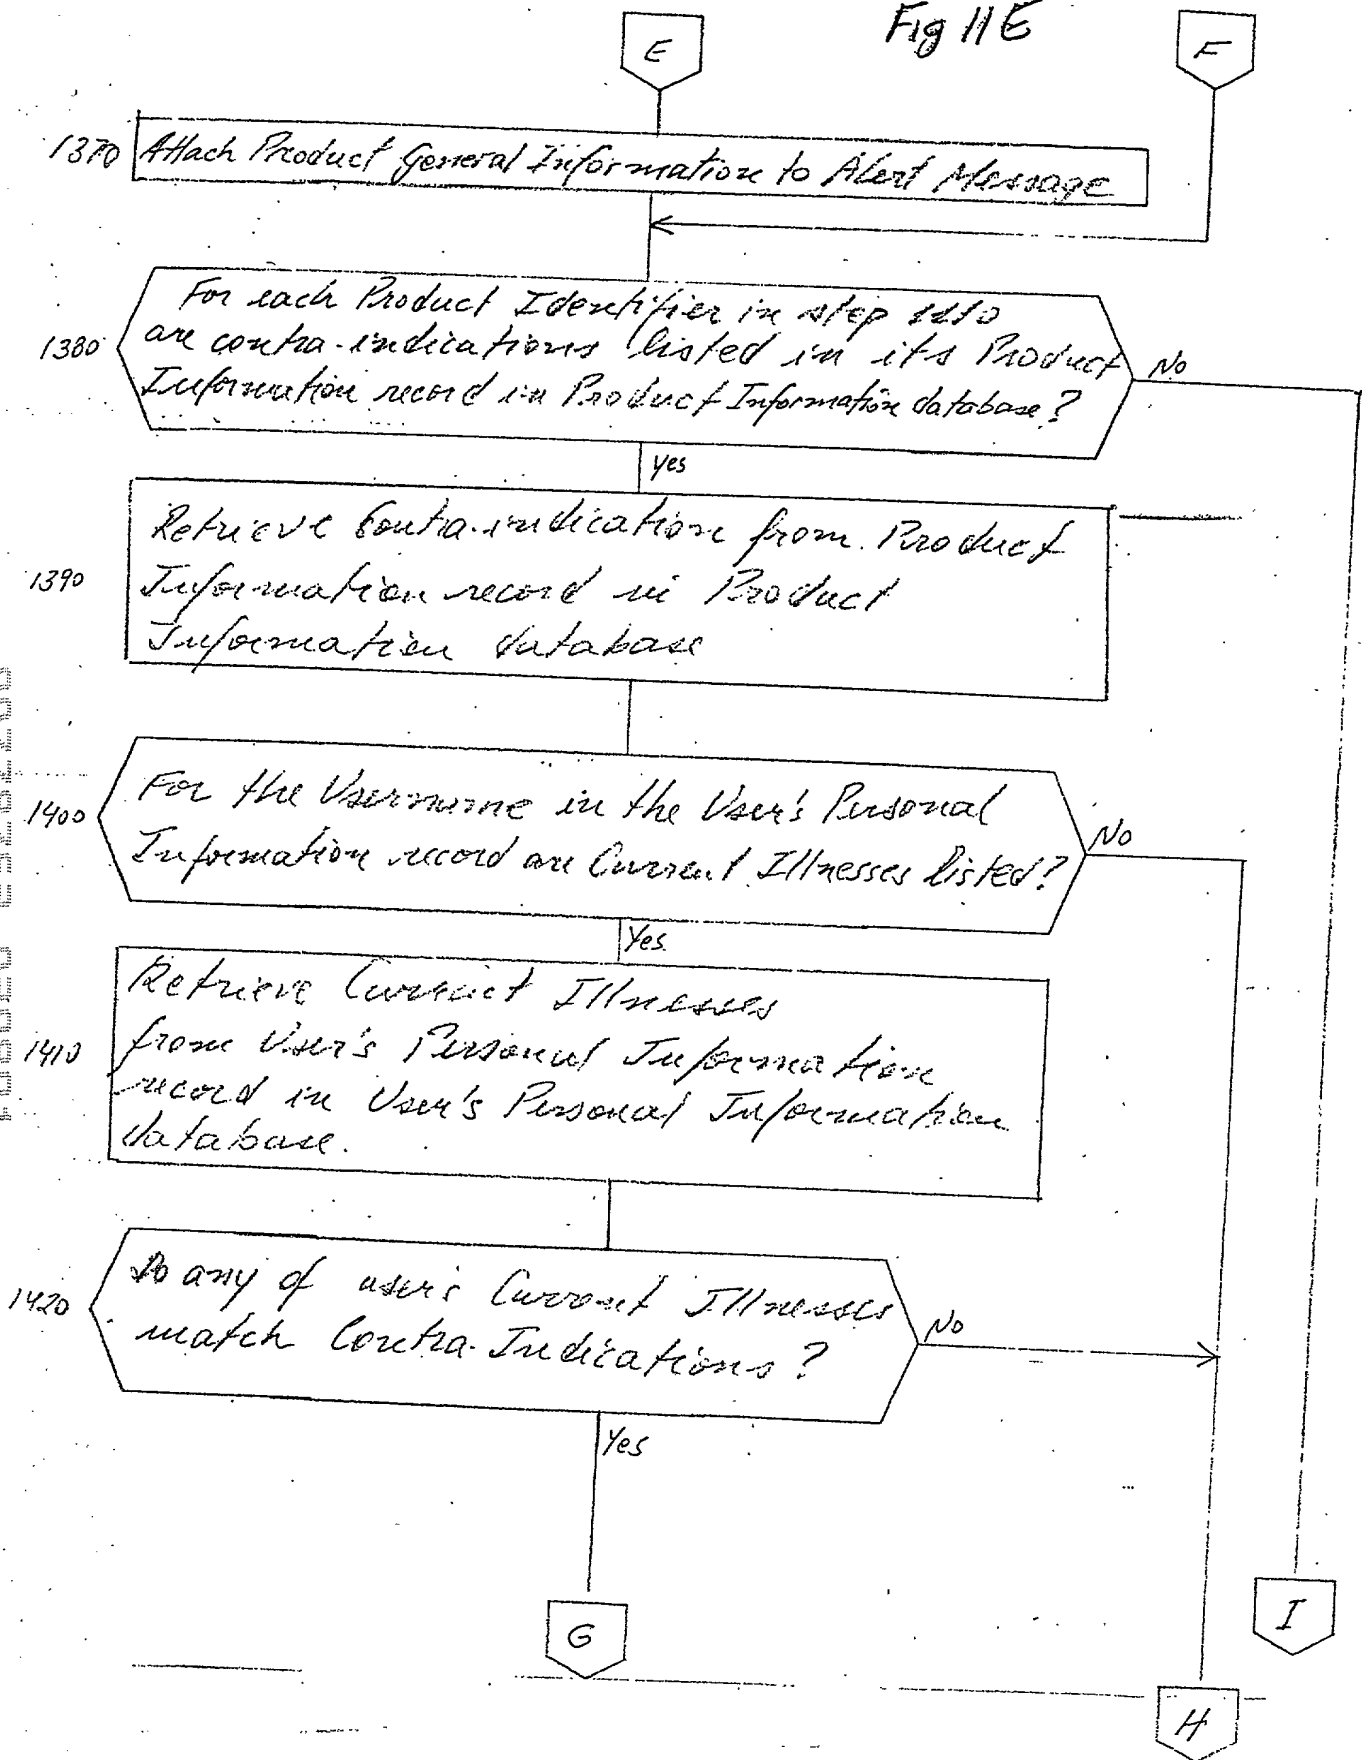 Fig 11E
E
F
1370 Attach Product General Information to Alert Message
For each Product Identifier in step
1380 are contra-indications listed in its Product No
Information record in Product Information database?
Yes
Retrieve Contra-indication from Product
1390 Information record in Product
Information database
For the Username in the User's Personal
1400 Information record are Current Illnesses listed? No
Yes
Retrieve Current Illnesses
1410 from User's Personal Information
record in User's Personal Information
database.
Do any of user's Current Illnesses
1420 match Contra-Indications? No
Yes
G
I
H